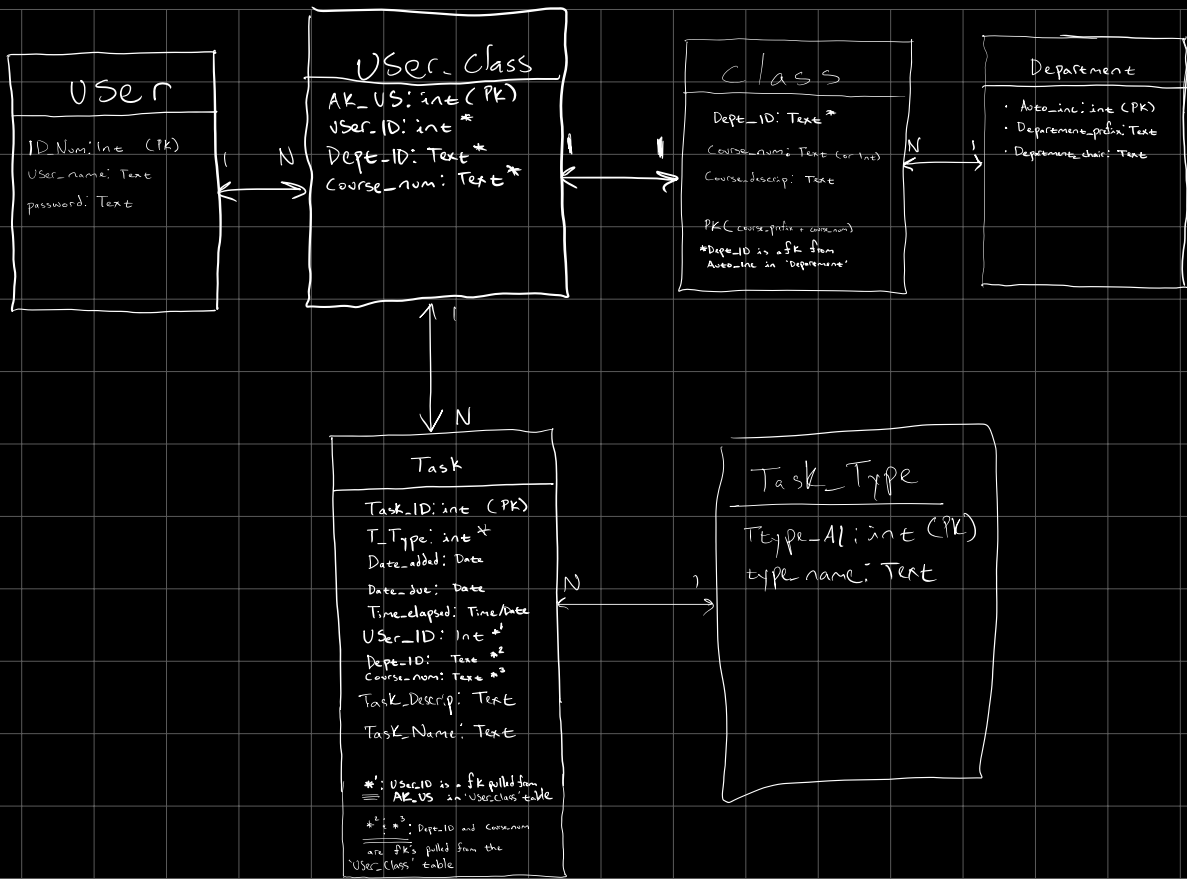 User
ID_Num: Int (PK)
User_name: Text
password: Text
1
N
User_Class
AK_US: int (PK)
User_ID: int *
Dept_ID: Text *
Course_num: Text *
1
1
Class
Dept_ID: Text *
Course_num: Text (or Int)
Course_descrip: Text
PK( course_prefix + course_num)
*Dept_ID is a fk from
Auto_Inc in 'Department'
N
1
Department
• Auto_inc: int (PK)
• Department_prefix: Text
• Department_chair: Text
1
N
Task
Task_ID: int (PK)
T_Type: int *
Date_added: Date
Date_due: Date
Time_elapsed: Time/Date
User_ID: Int *1
Dept_ID: Text *2
Course_num: Text *3
Task_Descrip: Text
Task_Name: Text
*1: User_ID is a fk pulled from
AK_US in 'User_class' table
*2 : *3: Dept_ID and Course_num
are fk's pulled from the
'User_Class' table
N
1
Task_Type
Ttype_AI: int (PK)
type_name: Text